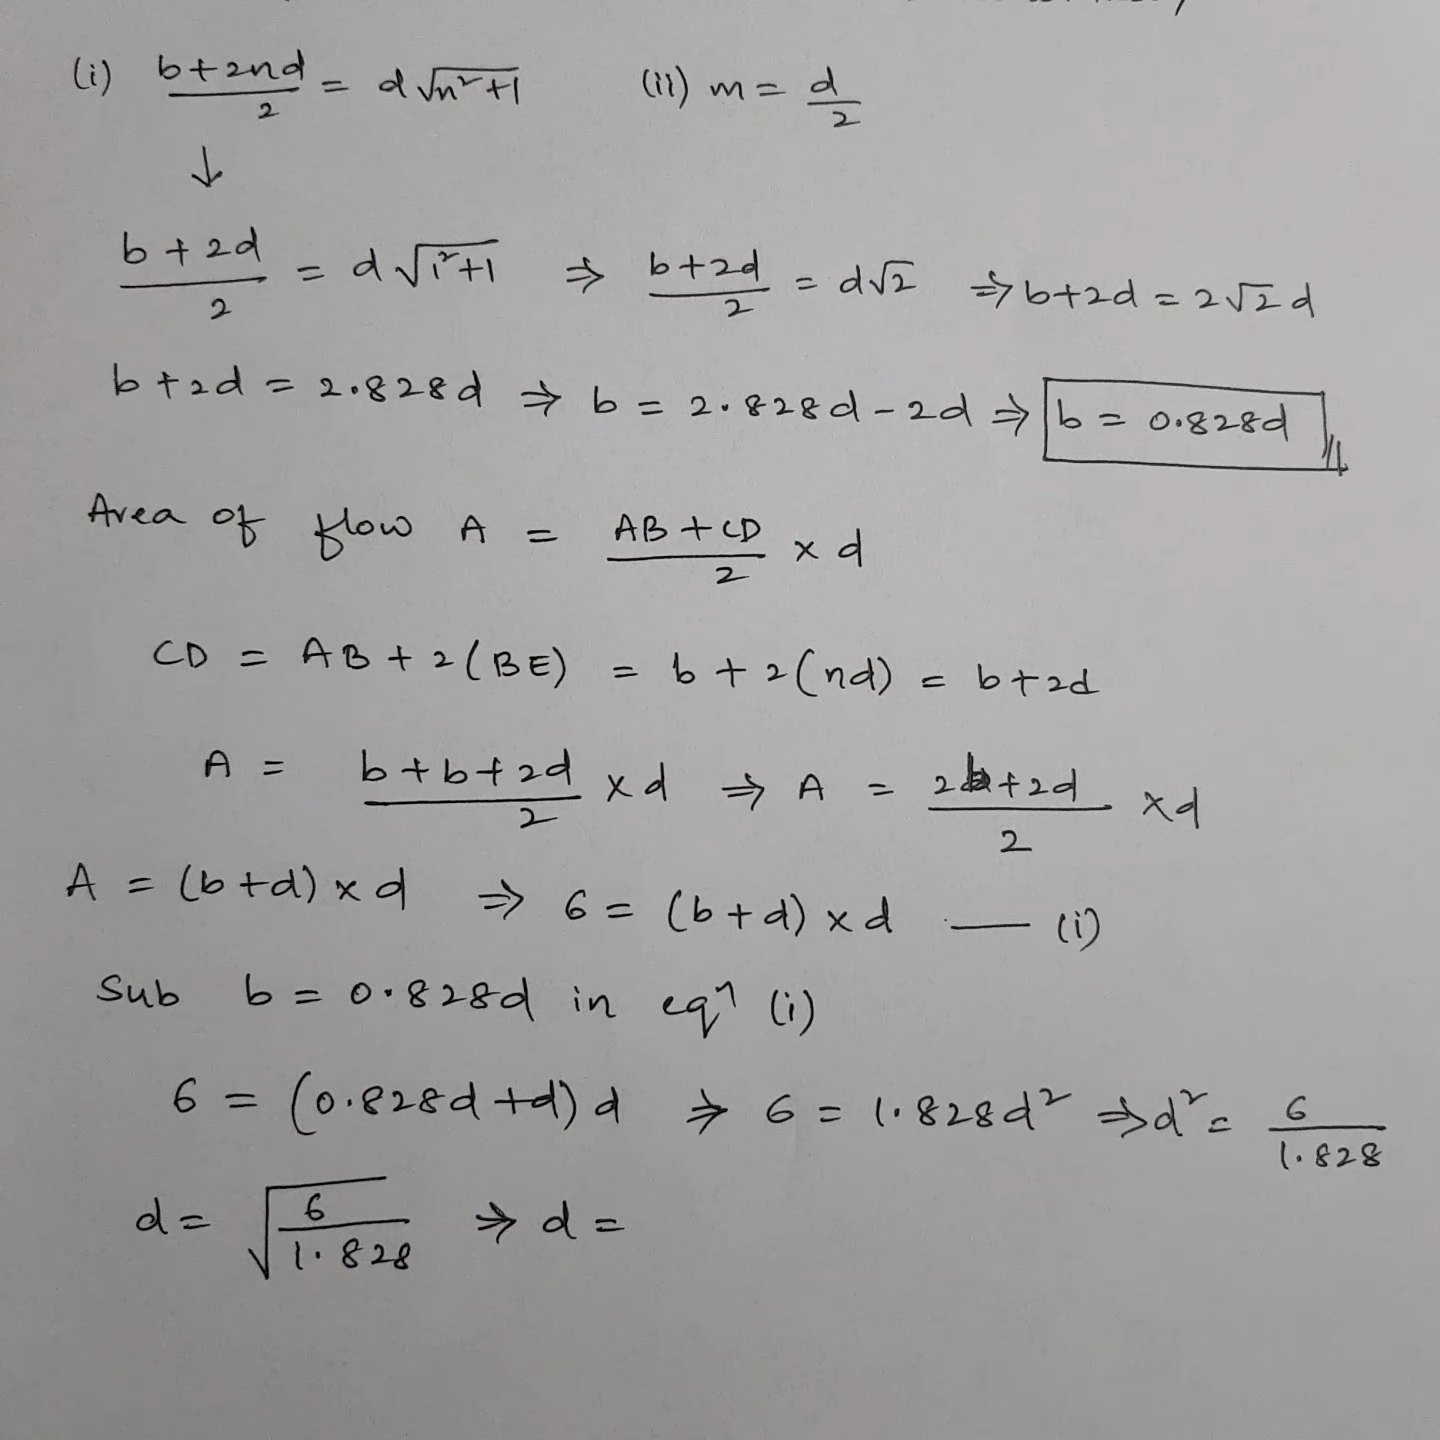 (i) b+2nd/2 = d√n²+1 (ii) m = d/2
↓
b+2d/2 = d√1²+1 ⇒ b+2d/2 = d√2 ⇒ b+2d = 2√2 d
b+2d = 2.828d ⇒ b = 2.828d-2d ⇒ b = 0.828d
Area of flow A = AB+CD/2 × d
CD = AB+2(BE) = b+2(nd) = b+2d
A = b+b+2d/2 × d ⇒ A = 2b+2d/2 × d
A = (b+d) × d ⇒ 6 = (b+d) × d — (i)
Sub b = 0.828d in eqⁿ (i)
6 = (0.828d+d) d ⇒ 6 = 1.828d² ⇒ d² = 6/1.828
d = √6/1.828 ⇒ d =